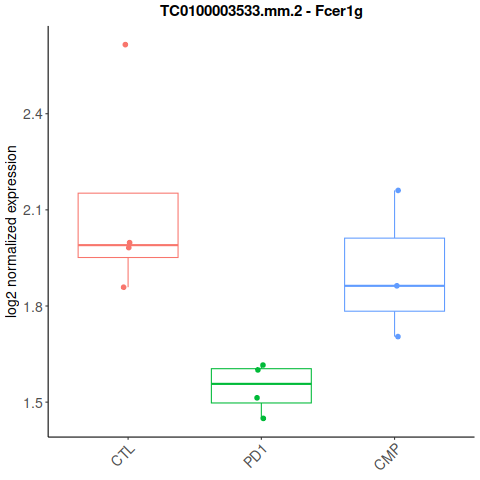 TC0100003533.mm.2 - Fcer1g
log2 normalized expression
2.4
2.1
1.8
1.5
CTL
PD1
CMP